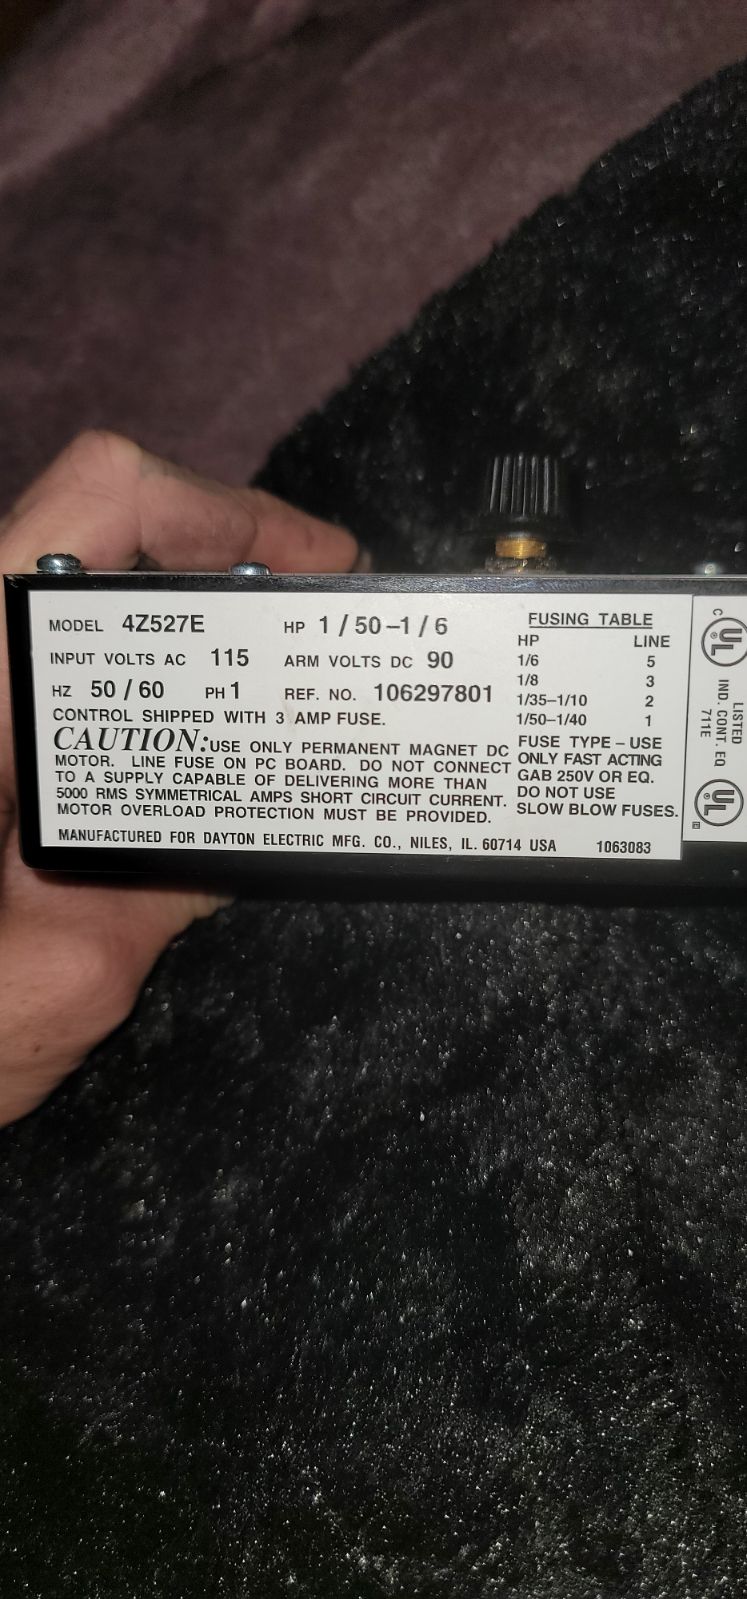 MODEL 4Z527E HP 1/50–1/6
INPUT VOLTS AC 115 ARM VOLTS DC 90
HZ 50/60 PH 1 REF. NO. 106297801
CONTROL SHIPPED WITH 3 AMP FUSE.
CAUTION: USE ONLY PERMANENT MAGNET DC
MOTOR. LINE FUSE ON PC BOARD. DO NOT CONNECT
TO A SUPPLY CAPABLE OF DELIVERING MORE THAN
5000 RMS SYMMETRICAL AMPS SHORT CIRCUIT CURRENT.
MOTOR OVERLOAD PROTECTION MUST BE PROVIDED.
FUSING TABLE
HP LINE
1/6 5
1/8 3
1/35–1/10 2
1/50–1/40 1
FUSE TYPE – USE
ONLY FAST ACTING
GAB 250V OR EQ.
DO NOT USE
SLOW BLOW FUSES.
MANUFACTURED FOR DAYTON ELECTRIC MFG. CO., NILES, IL. 60714 USA 1063083
C UL
LISTED
IND. CONT. EQ
711E
UL